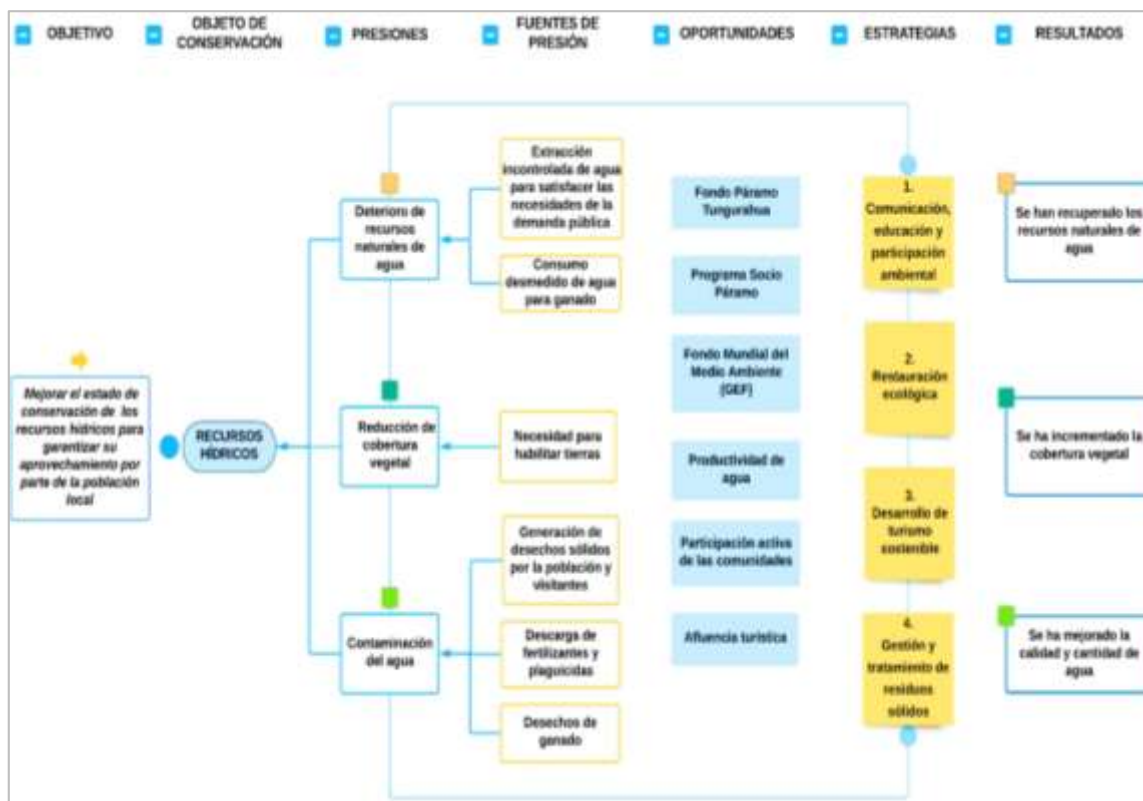 OBJETIVO
OBJETO DE
CONSERVACIÓN
PRESIONES
FUENTES DE
PRESIÓN
OPORTUNIDADES
ESTRATEGIAS
RESULTADOS
Mejorar el estado de
conservación de los
recursos hídricos para
garantizar su
aprovechamiento por
parte de la población
local
RECURSOS
HÍDRICOS
Deterioro de
recursos
naturales de
agua
Reducción de
cobertura
vegetal
Contaminación
del agua
Extracción
incontrolada de agua
para satisfacer las
necesidades de la
demanda pública
Consumo
desmedido de agua
para ganado
Necesidad para
habilitar tierras
Generación de
desechos sólidos
por la población y
visitantes
Descarga de
fertilizantes y
plaguicidas
Desechos de
ganado
Fondo Páramo
Tungurahua
Programa Socio
Páramo
Fondo Mundial del
Medio Ambiente
(GEF)
Productividad de
agua
Participación activa
de las comunidades
Afluencia turística
1.
Comunicación,
educación y
participación
ambiental
2.
Restauración
ecológica
3.
Desarrollo de
turismo
sostenible
4.
Gestión y
tratamiento de
residuos
sólidos
Se han recuperado los
recursos naturales de
agua
Se ha incrementado la
cobertura vegetal
Se ha mejorado la
calidad y cantidad de
agua